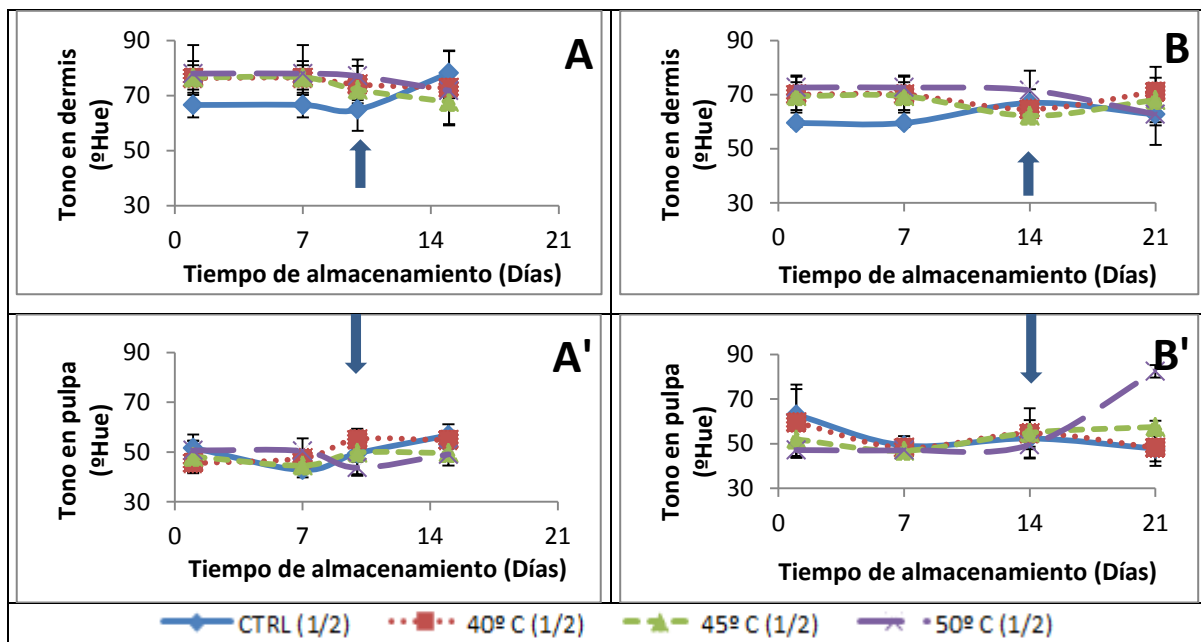 A
Tono en dermis
(ºHue)
90
70
50
30
0
7
14
21
Tiempo de almacenamiento (Días)
B
Tono en dermis
(ºHue)
90
70
50
30
0
7
14
21
Tiempo de almacenamiento (Días)
A'
Tono en pulpa
(ºHue)
90
70
50
30
0
7
14
21
Tiempo de almacenamiento (Días)
B'
Tono en pulpa
(ºHue)
90
70
50
30
0
7
14
21
Tiempo de almacenamiento (Días)
CTRL (1/2) 40º C (1/2) 45º C (1/2) 50º C (1/2)